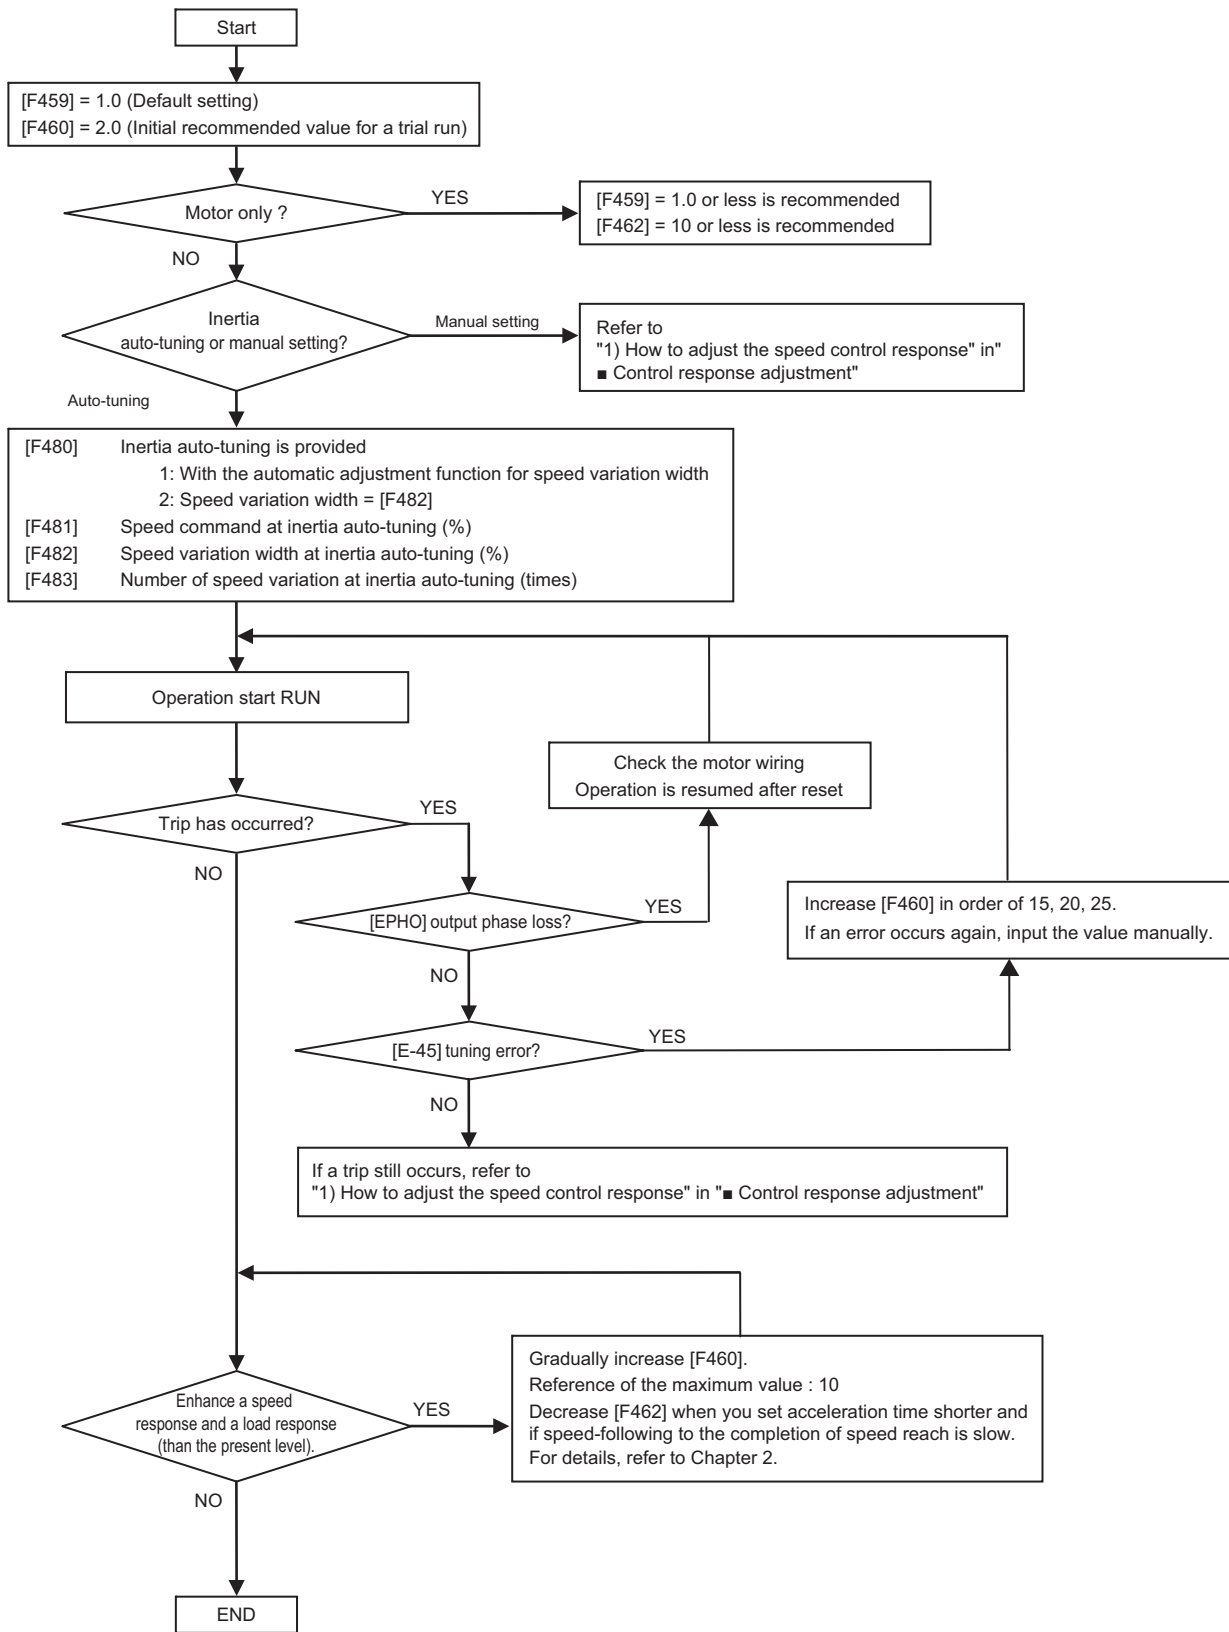 Start
[F459] = 1.0 (Default setting)
[F460] = 2.0 (Initial recommended value for a trial run)
Motor only ?
YES
[F459] = 1.0 or less is recommended
[F462] = 10 or less is recommended
NO
Inertia
auto-tuning or manual setting?
Manual setting
Refer to
"1) How to adjust the speed control response" in"
■ Control response adjustment"
Auto-tuning
[F480] Inertia auto-tuning is provided
1: With the automatic adjustment function for speed variation width
2: Speed variation width = [F482]
[F481] Speed command at inertia auto-tuning (%)
[F482] Speed variation width at inertia auto-tuning (%)
[F483] Number of speed variation at inertia auto-tuning (times)
Operation start RUN
Check the motor wiring
Operation is resumed after reset
Trip has occurred?
YES
NO
[EPHO] output phase loss?
YES
Increase [F460] in order of 15, 20, 25.
If an error occurs again, input the value manually.
NO
[E-45] tuning error?
YES
NO
If a trip still occurs, refer to
"1) How to adjust the speed control response" in "■ Control response adjustment"
Enhance a speed
response and a load response
(than the present level).
YES
Gradually increase [F460].
Reference of the maximum value : 10
Decrease [F462] when you set acceleration time shorter and
if speed-following to the completion of speed reach is slow.
For details, refer to Chapter 2.
NO
END